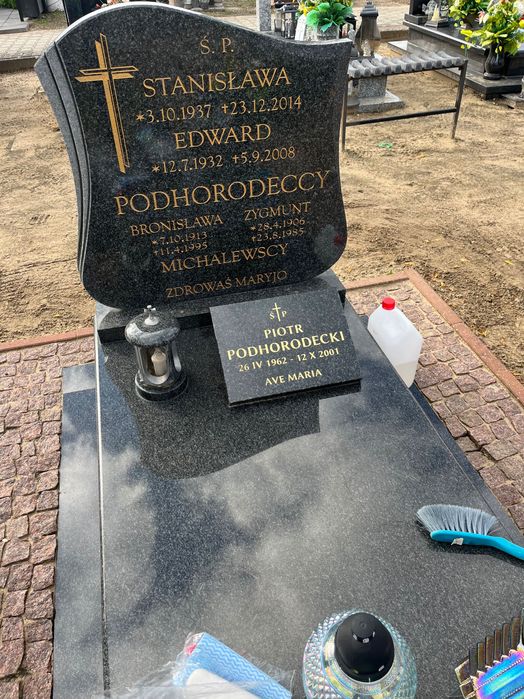 Ś. P.
STANISŁAWA
*3.10.1937 †23.12.2014
EDWARD
*12.7.1932 †5.9.2008
PODHORODECCY
BRONISŁAWA ZYGMUNT
*7.10.1913 *28.4.1906
†11.4.1995 †23.8.1985
MICHALEWSCY
ZDROWAŚ MARYJO
Ś†P
PIOTR
PODHORODECKI
26 IV 1962 - 12 X 2001
AVE MARIA